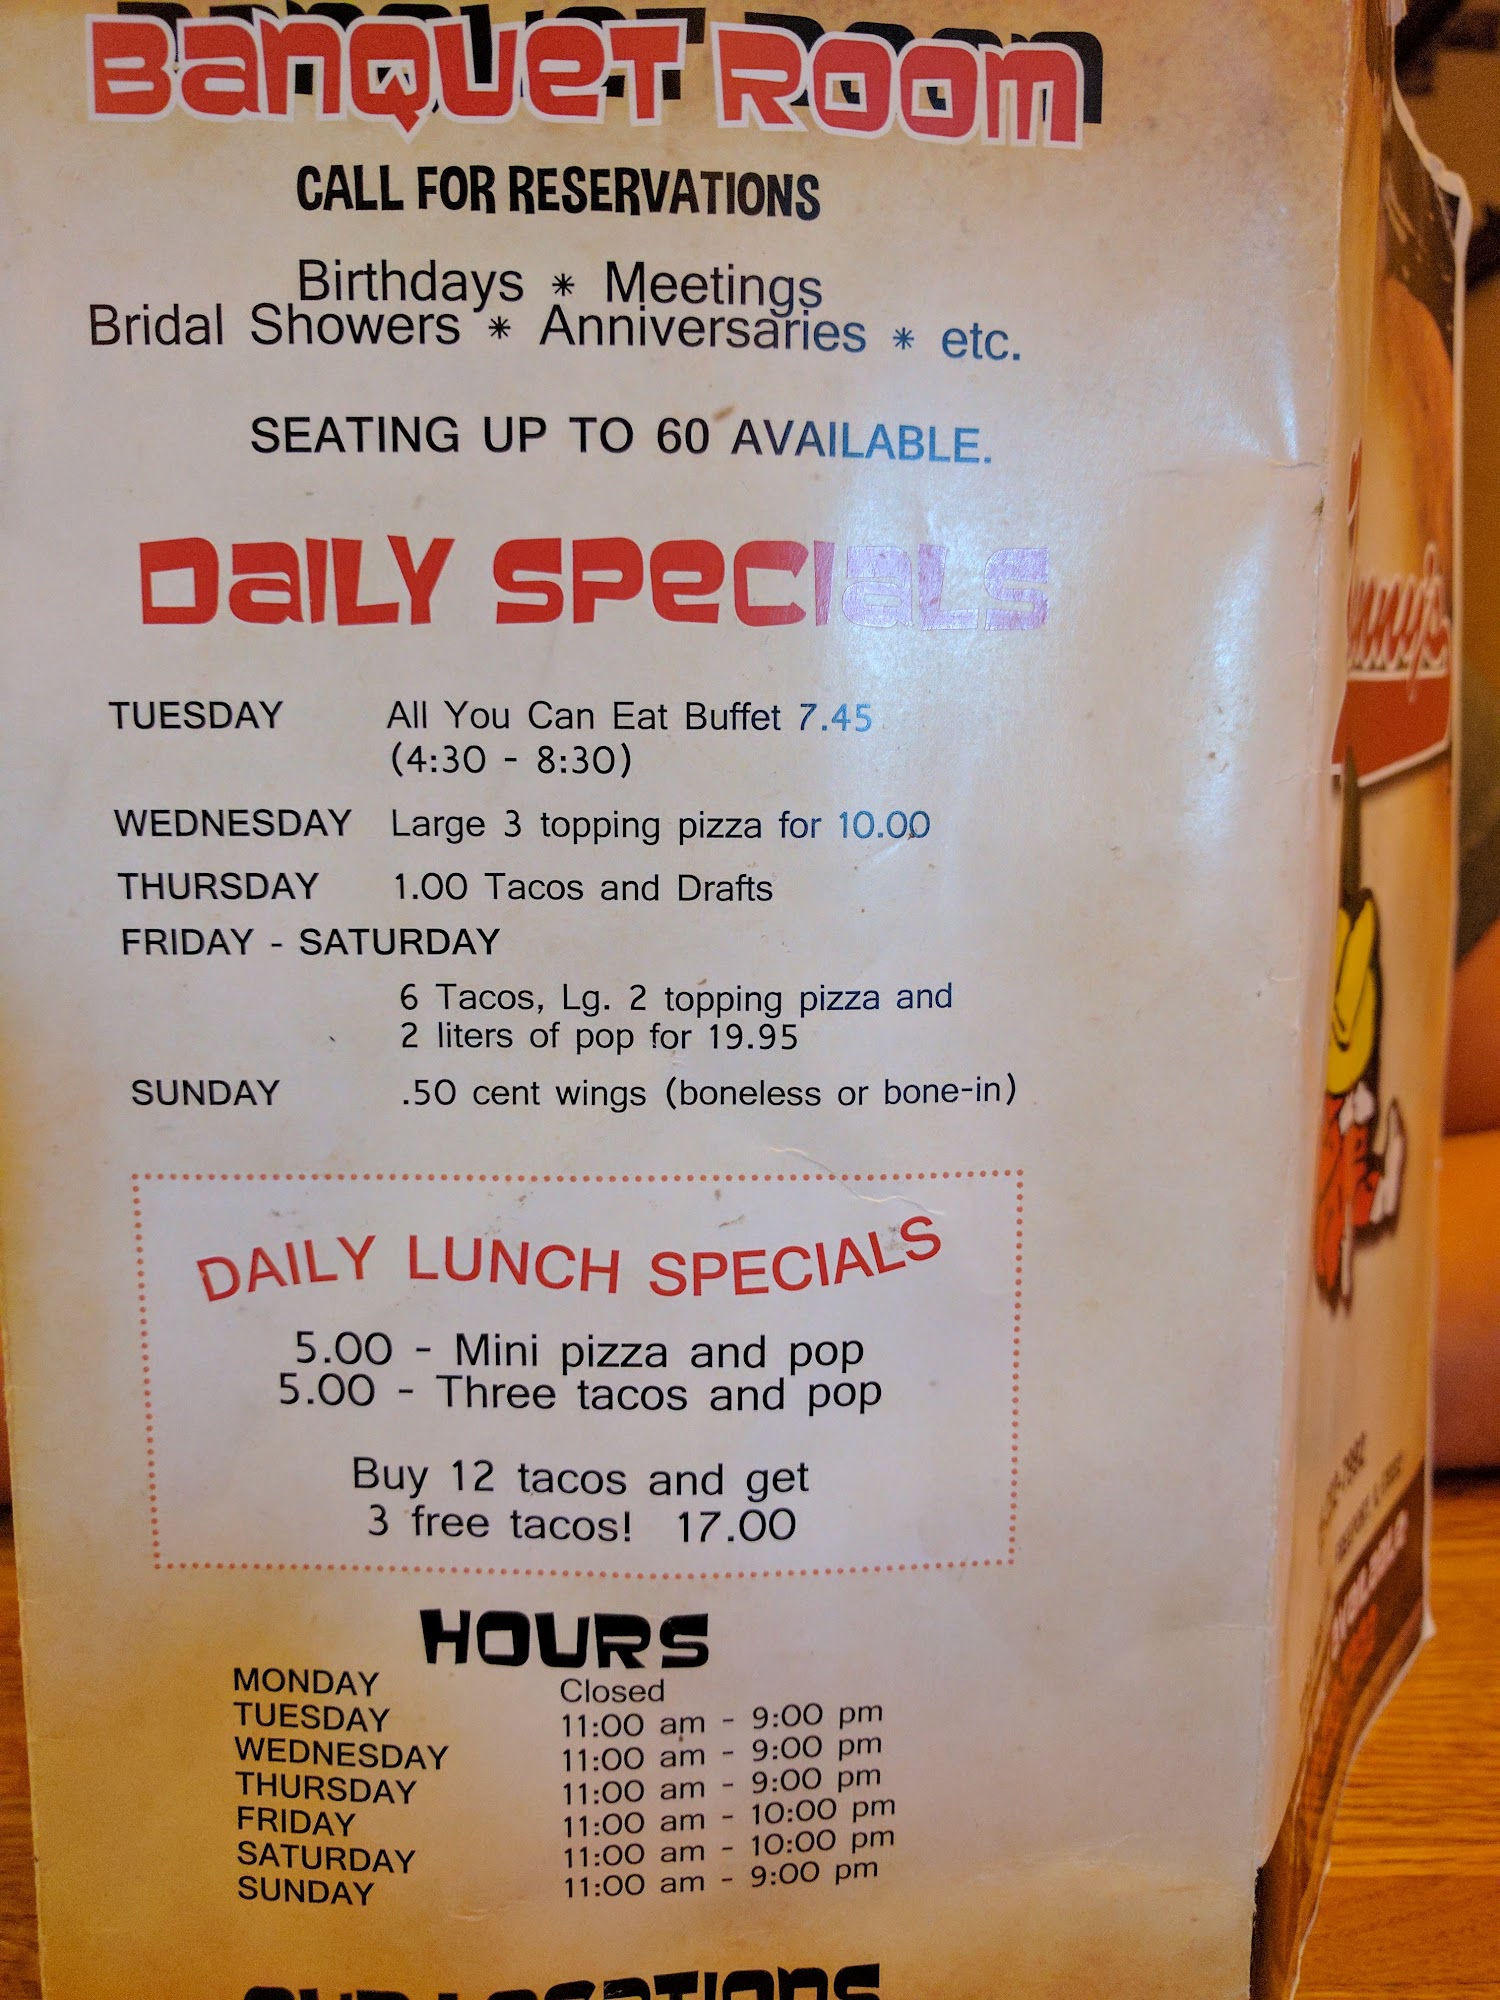 BANQUET ROOM
CALL FOR RESERVATIONS
Birthdays * Meetings
Bridal Showers * Anniversaries * etc.
SEATING UP TO 60 AVAILABLE.
DAILY SPECIALS
TUESDAY All You Can Eat Buffet 7.45
(4:30 - 8:30)
WEDNESDAY Large 3 topping pizza for 10.00
THURSDAY 1.00 Tacos and Drafts
FRIDAY - SATURDAY
6 Tacos, Lg. 2 topping pizza and
2 liters of pop for 19.95
SUNDAY .50 cent wings (boneless or bone-in)
DAILY LUNCH SPECIALS
5.00 - Mini pizza and pop
5.00 - Three tacos and pop
Buy 12 tacos and get
3 free tacos! 17.00
HOURS
MONDAY Closed
TUESDAY 11:00 am - 9:00 pm
WEDNESDAY 11:00 am - 9:00 pm
THURSDAY 11:00 am - 9:00 pm
FRIDAY 11:00 am - 10:00 pm
SATURDAY 11:00 am - 10:00 pm
SUNDAY 11:00 am - 9:00 pm
OUR LOCATIONS